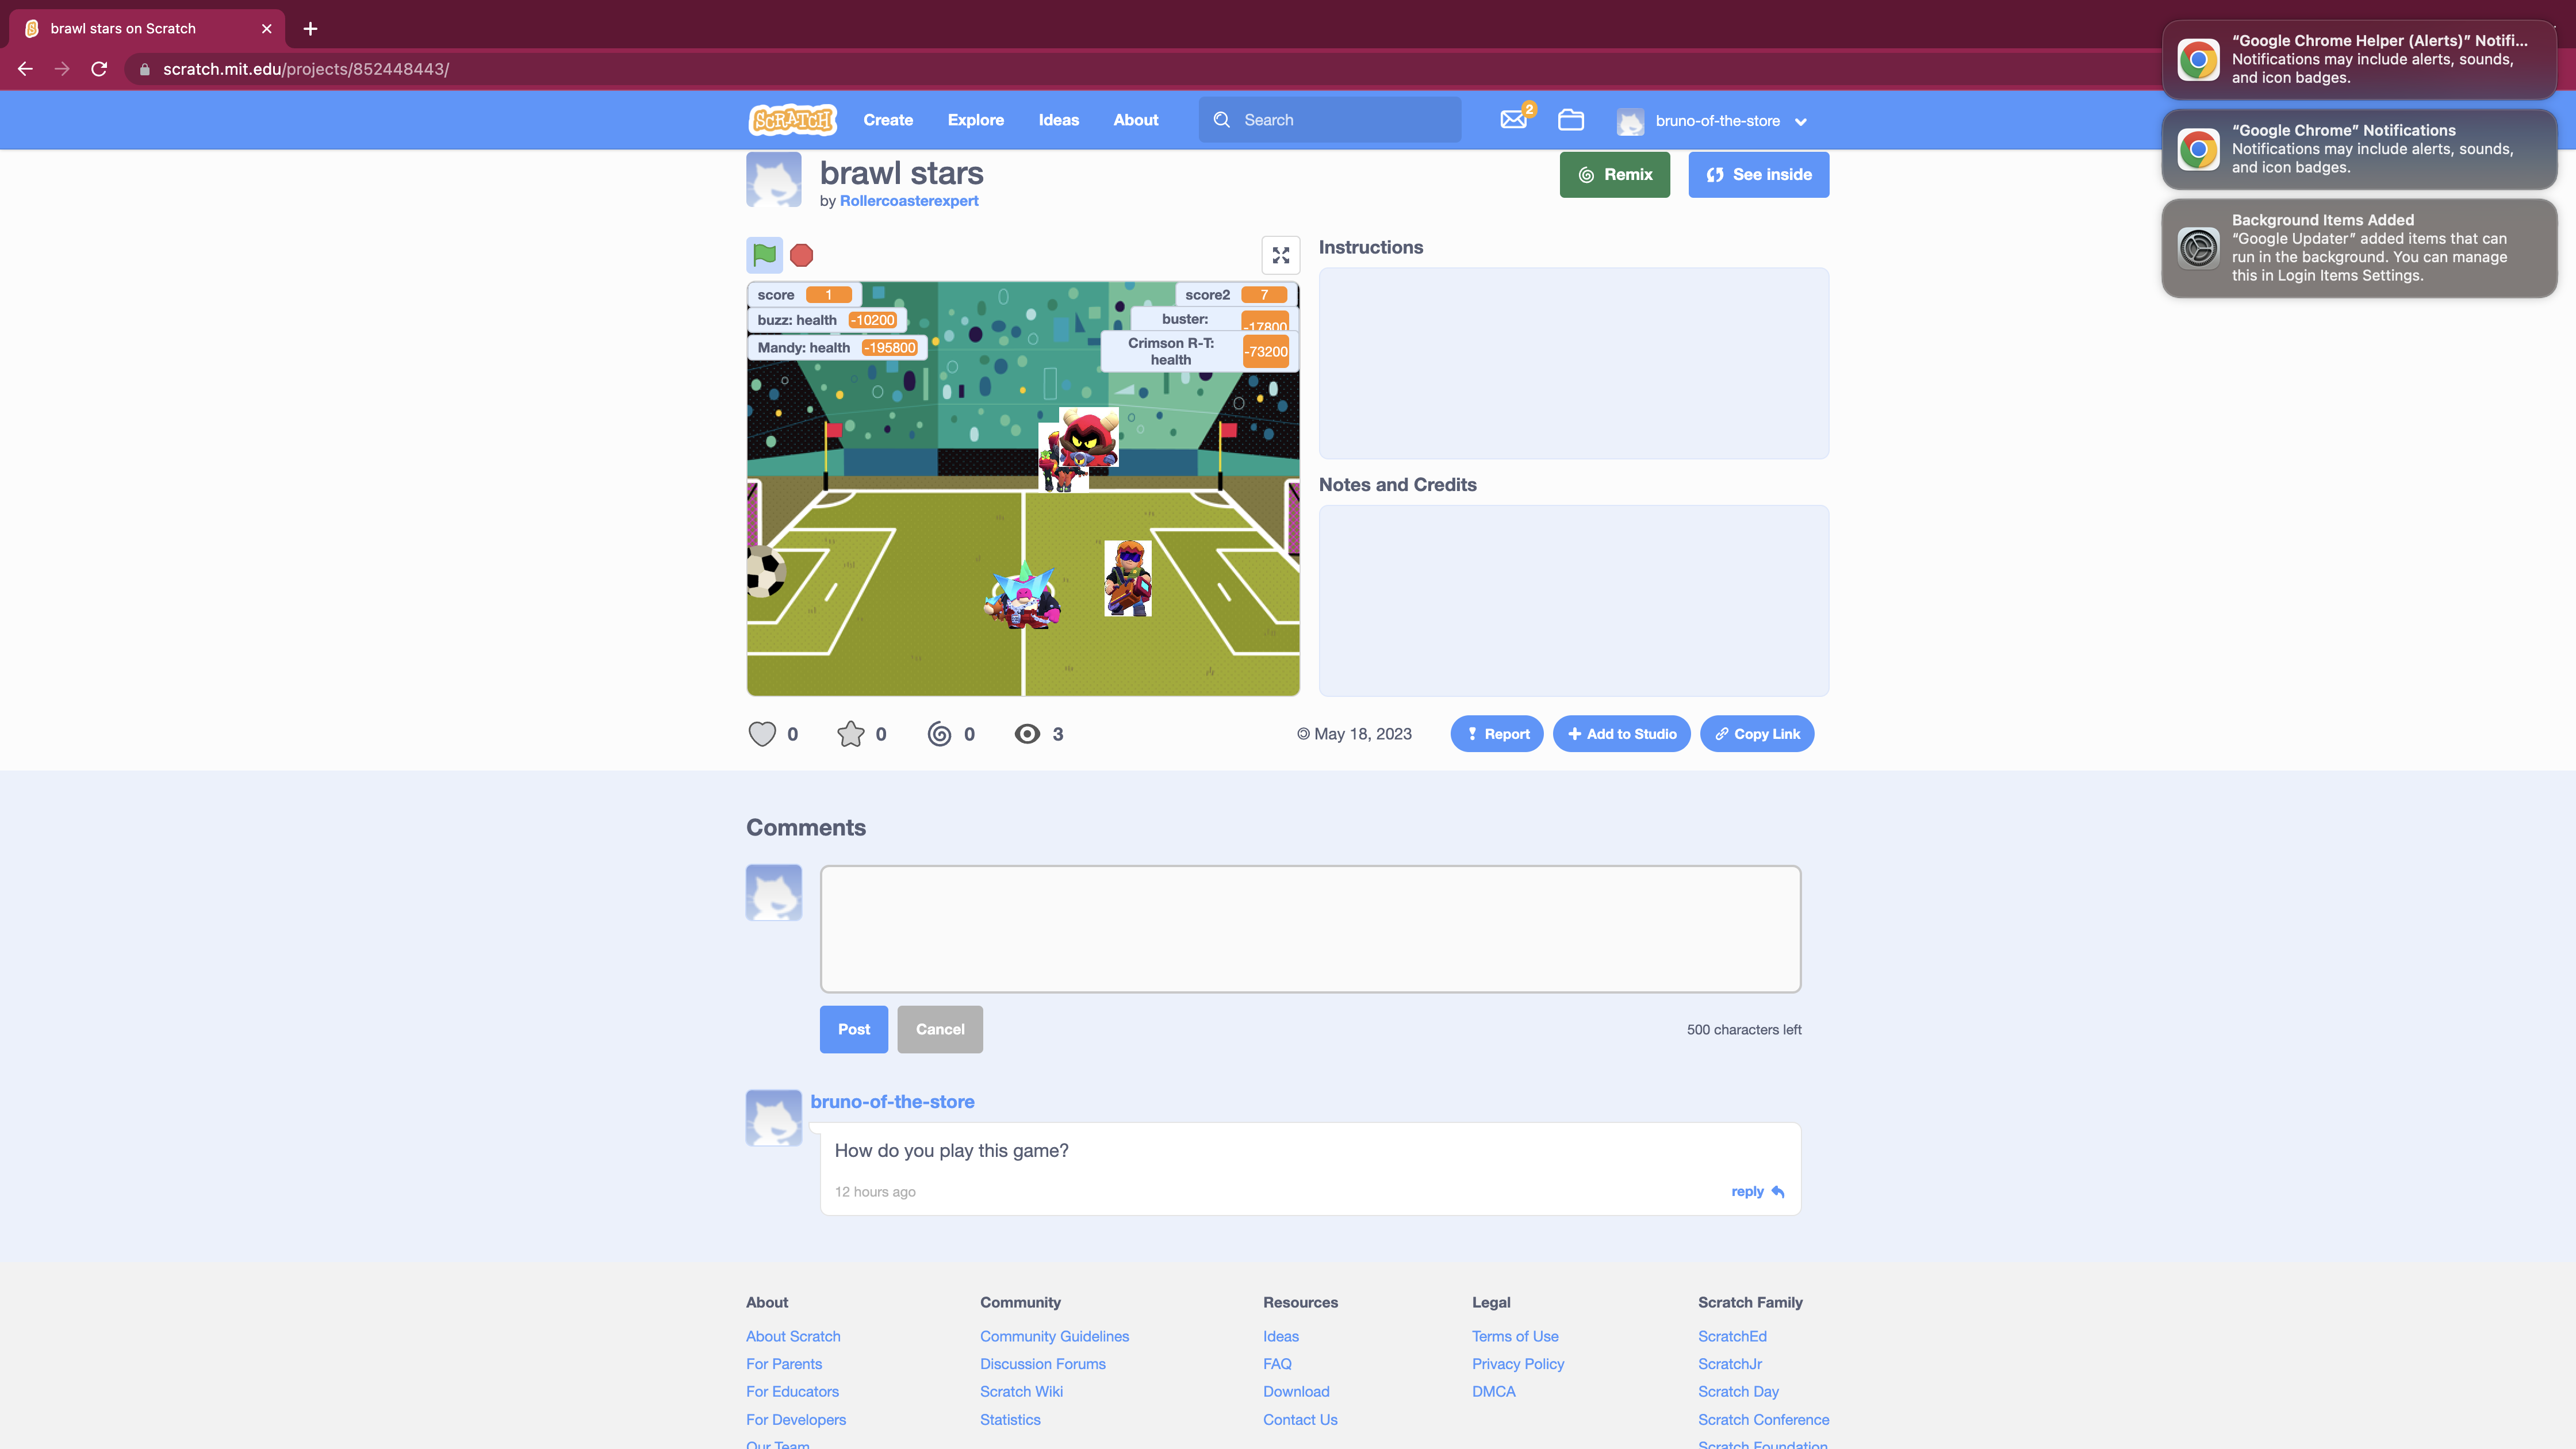 brawl stars on Scratch
scratch.mit.edu/projects/852448443/
“Google Chrome Helper (Alerts)” Notifi...
Notifications may include alerts, sounds,
and icon badges.
“Google Chrome” Notifications
Notifications may include alerts, sounds,
and icon badges.
Background Items Added
“Google Updater” added items that can
run in the background. You can manage
this in Login Items Settings.
SCRATCH Create Explore Ideas About Search 2 bruno-of-the-store
brawl stars
by Rollercoasterexpert
Remix See inside
score 1
buzz: health -10200
Mandy: health -195800
score2 7
buster: -17800
Crimson R-T:
health -73200
Instructions
Notes and Credits
0 0 0 3
May 18, 2023 Report Add to Studio Copy Link
Comments
Post Cancel 500 characters left
bruno-of-the-store
How do you play this game?
12 hours ago reply
About
About Scratch
For Parents
For Educators
For Developers
Our Team
Community
Community Guidelines
Discussion Forums
Scratch Wiki
Statistics
Resources
Ideas
FAQ
Download
Contact Us
Legal
Terms of Use
Privacy Policy
DMCA
Scratch Family
ScratchEd
ScratchJr
Scratch Day
Scratch Conference
Scratch Foundation